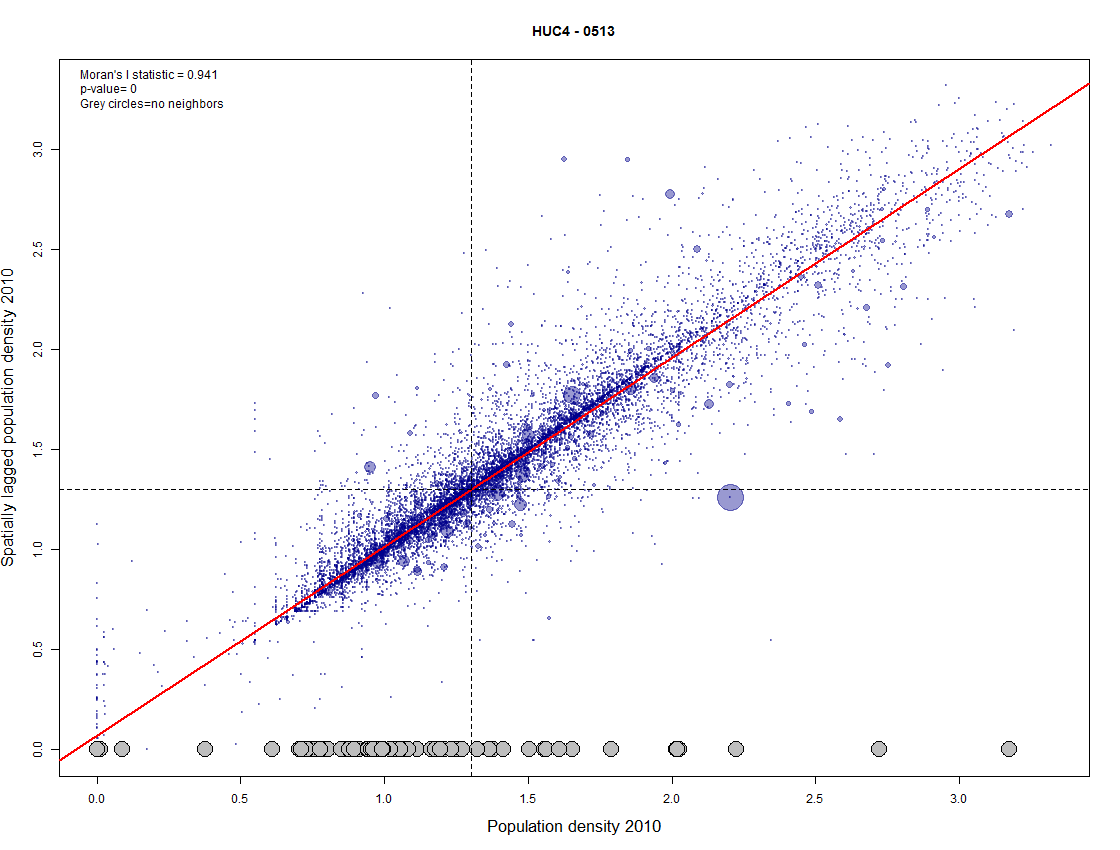 HUC4 - 0513
Moran's I statistic = 0.941
p-value= 0
Grey circles=no neighbors
Spatially lagged population density 2010
3.0
2.5
2.0
1.5
1.0
0.5
0.0
0.0 0.5 1.0 1.5 2.0 2.5 3.0
Population density 2010